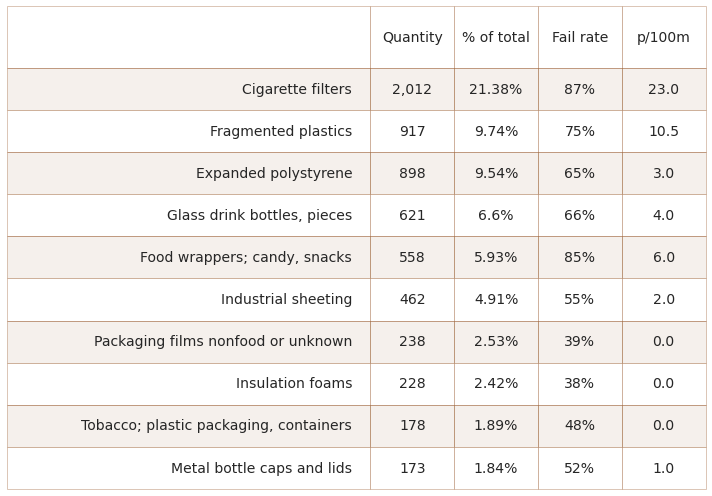 Quantity % of total Fail rate p/100m
Cigarette filters 2,012 21.38% 87% 23.0
Fragmented plastics 917 9.74% 75% 10.5
Expanded polystyrene 898 9.54% 65% 3.0
Glass drink bottles, pieces 621 6.6% 66% 4.0
Food wrappers; candy, snacks 558 5.93% 85% 6.0
Industrial sheeting 462 4.91% 55% 2.0
Packaging films nonfood or unknown 238 2.53% 39% 0.0
Insulation foams 228 2.42% 38% 0.0
Tobacco; plastic packaging, containers 178 1.89% 48% 0.0
Metal bottle caps and lids 173 1.84% 52% 1.0